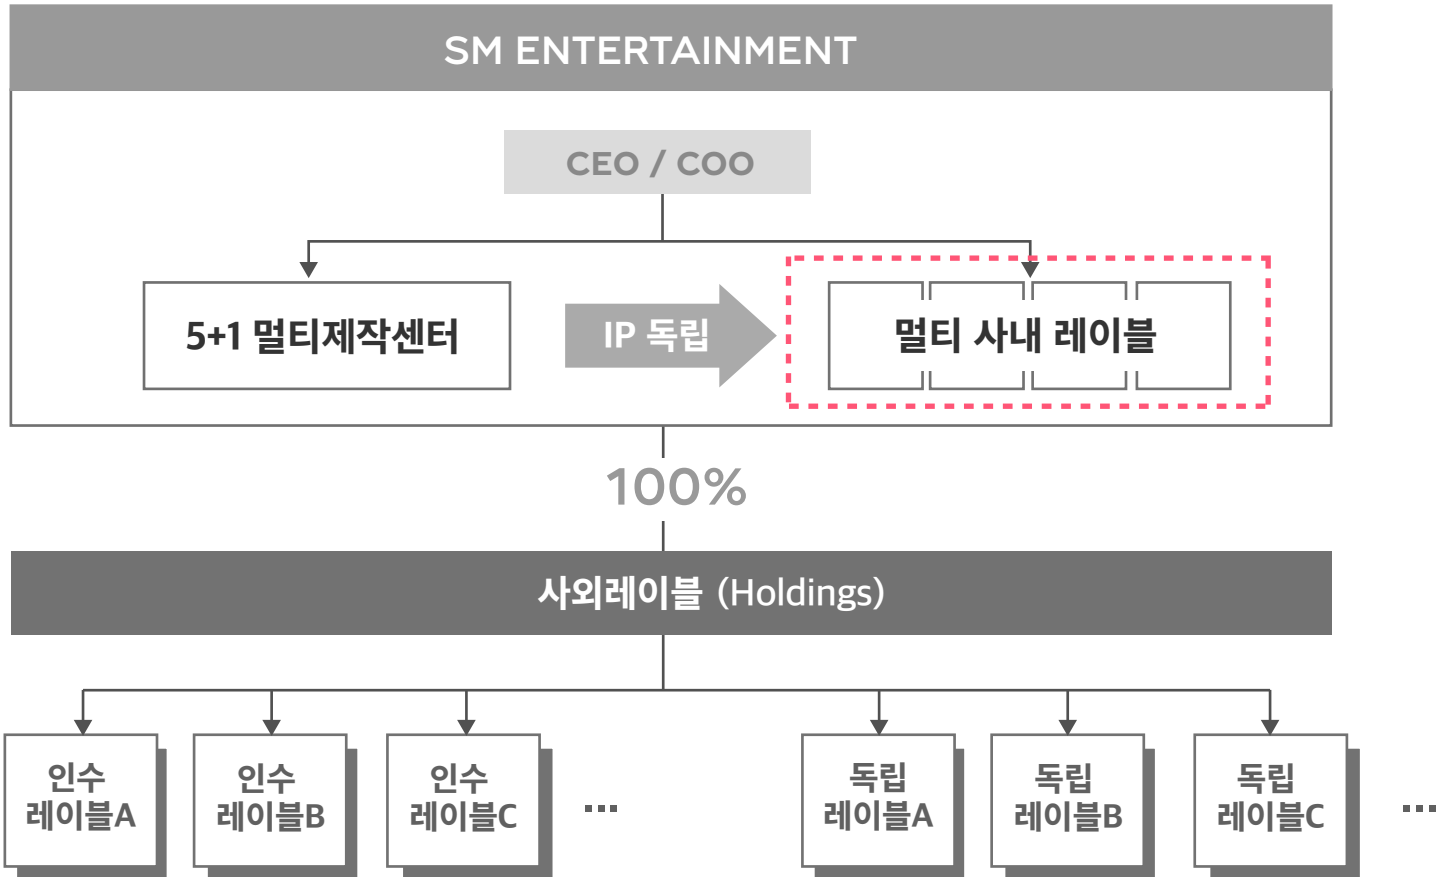 SM ENTERTAINMENT
CEO / COO
5+1 멀티제작센터
IP 독립
멀티 사내 레이블
100%
사외레이블 (Holdings)
인수
레이블A
인수
레이블B
인수
레이블C
...
독립
레이블A
독립
레이블B
독립
레이블C
...